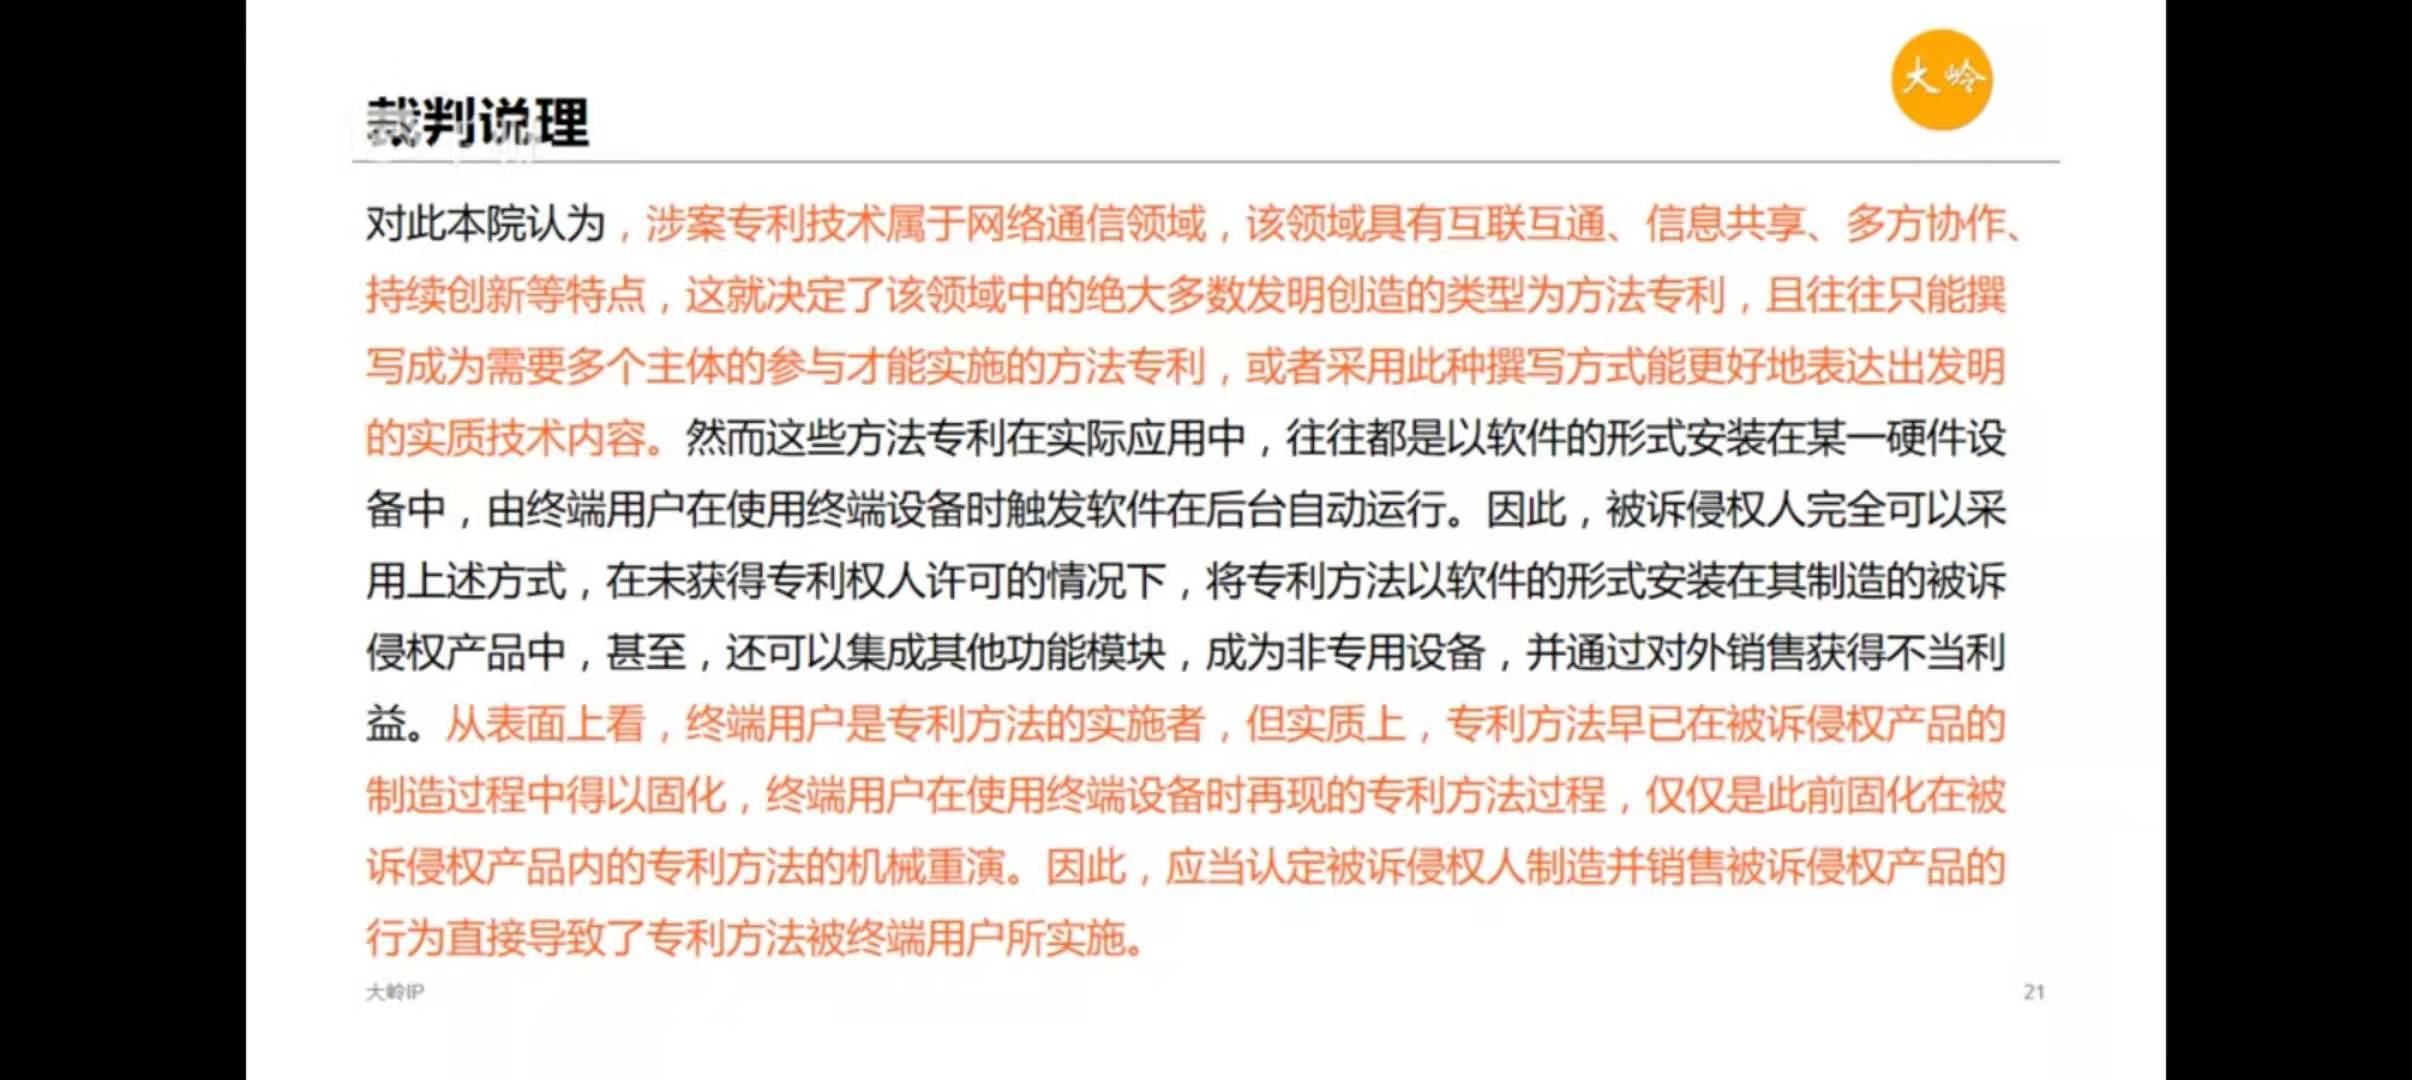 裁判说理
大岭
对此本院认为，涉案专利技术属于网络通信领域，该领域具有互联互通、信息共享、多方协作、
持续创新等特点，这就决定了该领域中的绝大多数发明创造的类型为方法专利，且往往只能撰
写成为需要多个主体的参与才能实施的方法专利，或者采用此种撰写方式能更好地表达出发明
的实质技术内容。然而这些方法专利在实际应用中，往往都是以软件的形式安装在某一硬件设
备中，由终端用户在使用终端设备时触发软件在后台自动运行。因此，被诉侵权人完全可以采
用上述方式，在未获得专利权人许可的情况下，将专利方法以软件的形式安装在其制造的被诉
侵权产品中，甚至，还可以集成其他功能模块，成为非专用设备，并通过对外销售获得不当利
益。从表面上看，终端用户是专利方法的实施者，但实质上，专利方法早已在被诉侵权产品的
制造过程中得以固化，终端用户在使用终端设备时再现的专利方法过程，仅仅是此前固化在被
诉侵权产品内的专利方法的机械重演。因此，应当认定被诉侵权人制造并销售被诉侵权产品的
行为直接导致了专利方法被终端用户所实施。
大岭IP
21